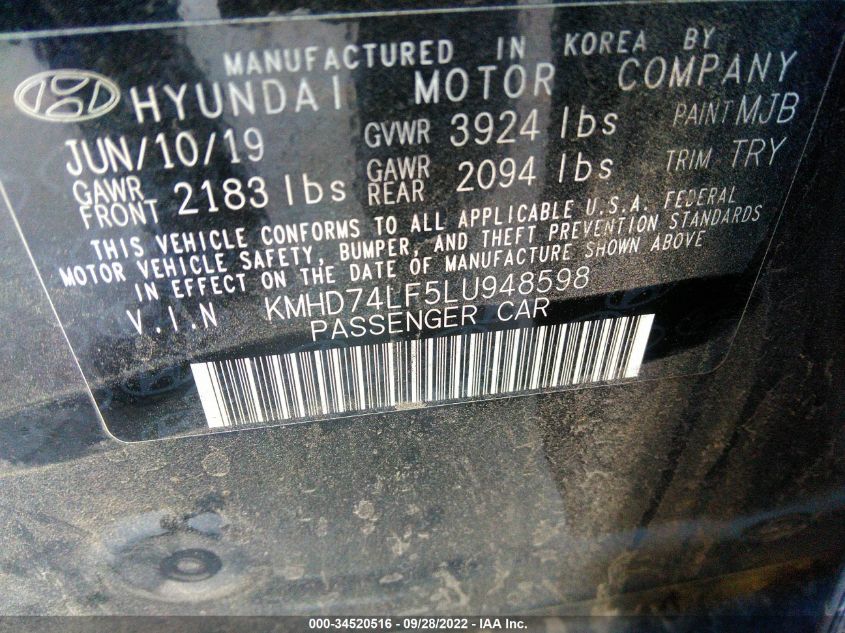 MANUFACTURED IN KOREA BY
HYUNDAI MOTOR COMPANY
JUN/10/19 GVWR 3924 lbs PAINT MJB
GAWR FRONT 2183 lbs GAWR REAR 2094 lbs TRIM TRY
THIS VEHICLE CONFORMS TO ALL APPLICABLE U.S.A. FEDERAL
MOTOR VEHICLE SAFETY, BUMPER, AND THEFT PREVENTION STANDARDS
IN EFFECT ON THE DATE OF MANUFACTURE SHOWN ABOVE
V.I.N KMHD74LF5LU948598
PASSENGER CAR
000-34520516 - 09/28/2022 - IAA Inc.